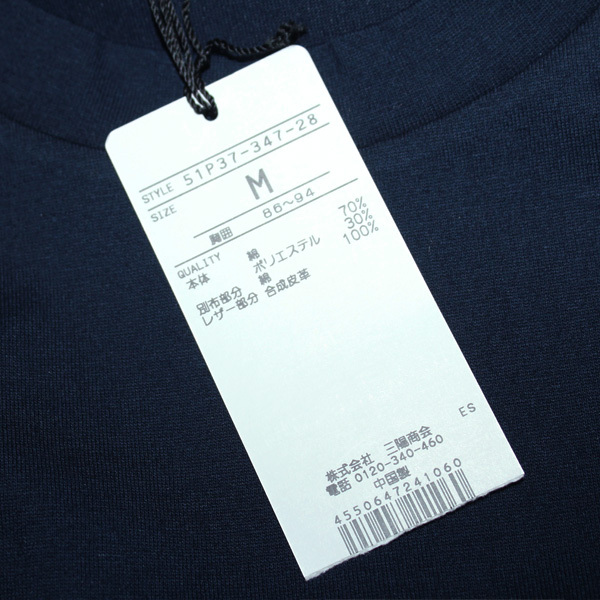 STYLE 51P37-347-28
SIZE M
胸囲 86～94
QUALITY
本体 綿 70%
ポリエステル 30%
別布部分 綿 100%
レザー部分 合成皮革
ES
株式会社 三陽商会
電話 0120-340-460
中国製
4550647241060